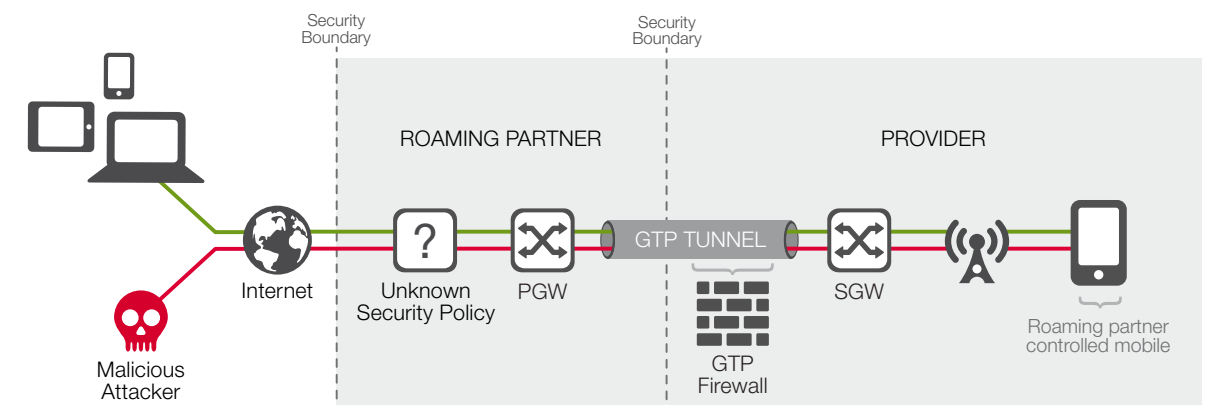 Security
Boundary
Security
Boundary
ROAMING PARTNER
PROVIDER
?
GTP TUNNEL
Internet
Unknown
Security Policy
PGW
SGW
GTP
Firewall
Roaming partner
controlled mobile
Malicious
Attacker